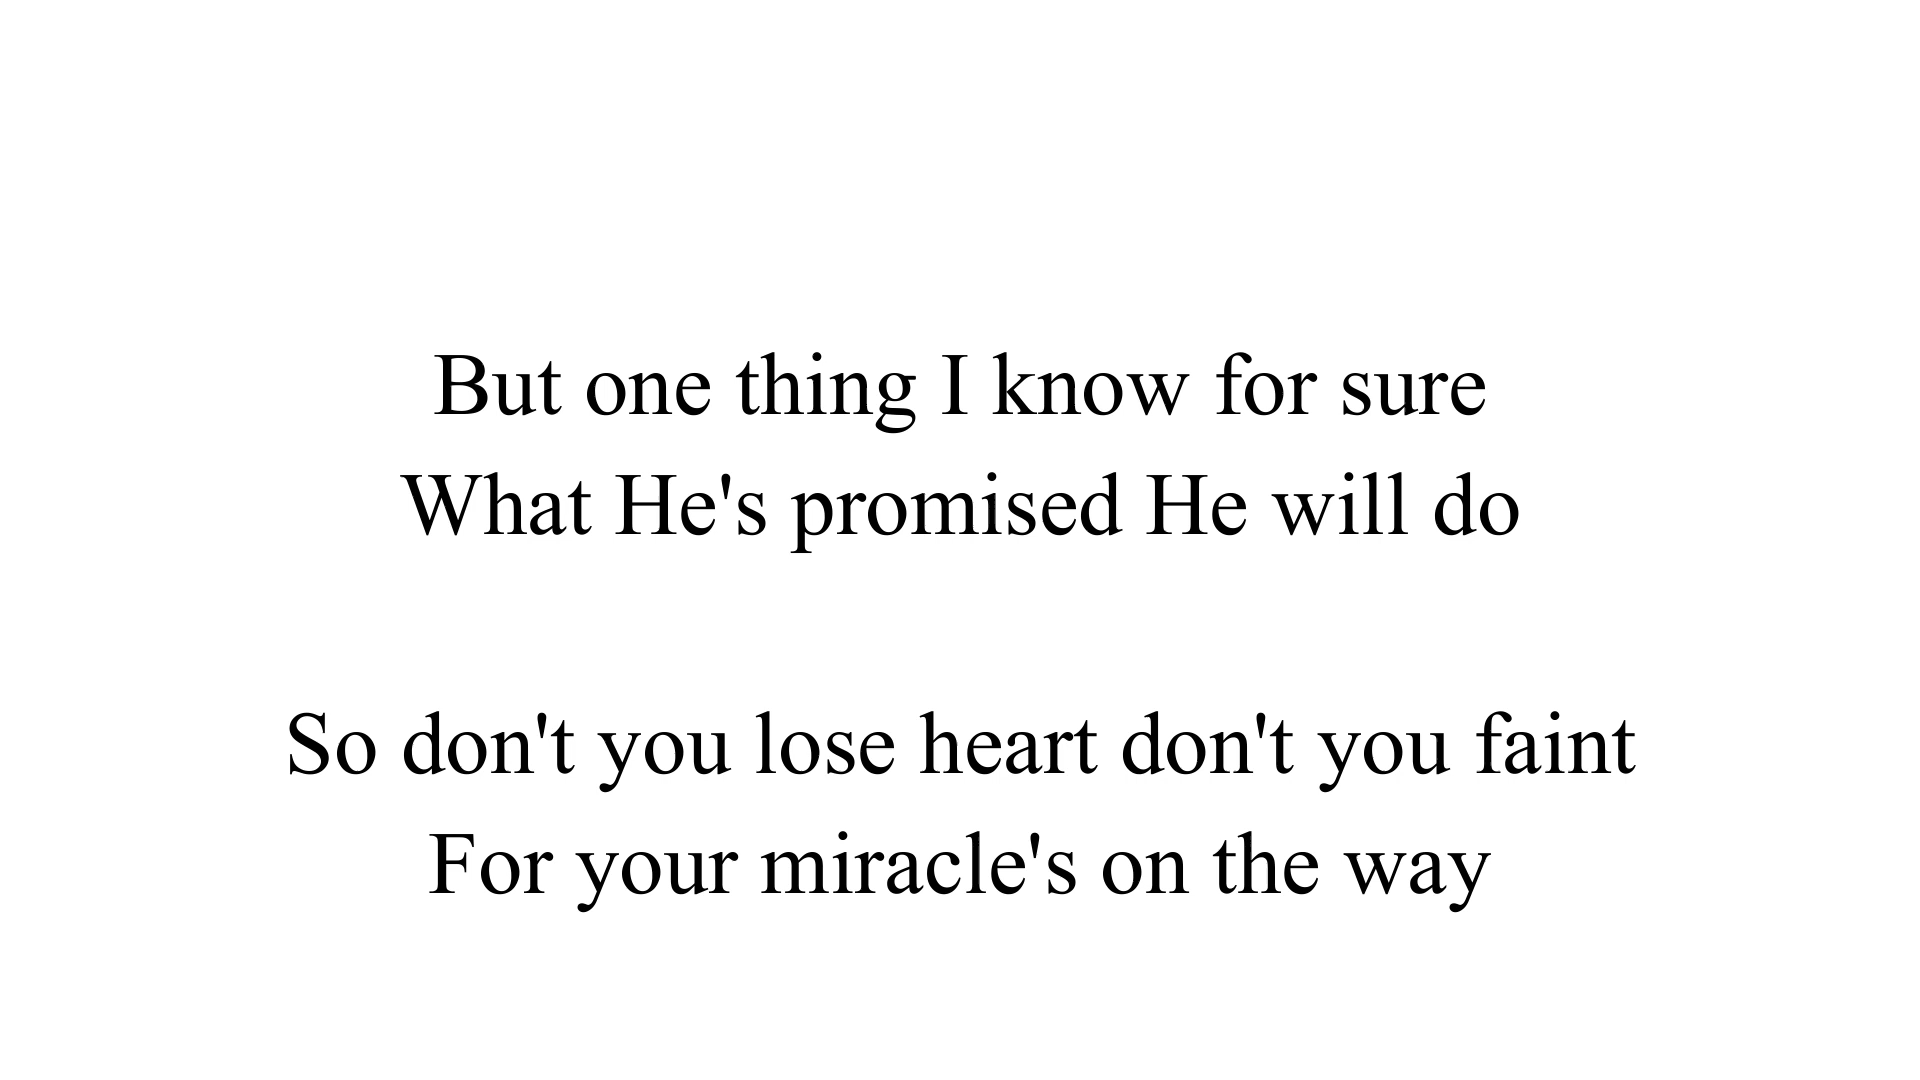 But one thing I know for sure
What He's promised He will do
So don't you lose heart don't you faint
For your miracle's on the way